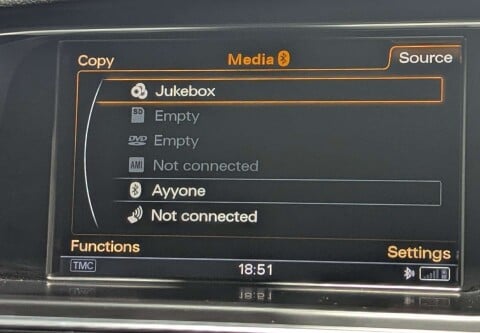 Copy
Media
Source
Jukebox
SD
Empty
DVD
Empty
AMI
Not connected
Ayyone
Not connected
Functions
Settings
TMC
18:51